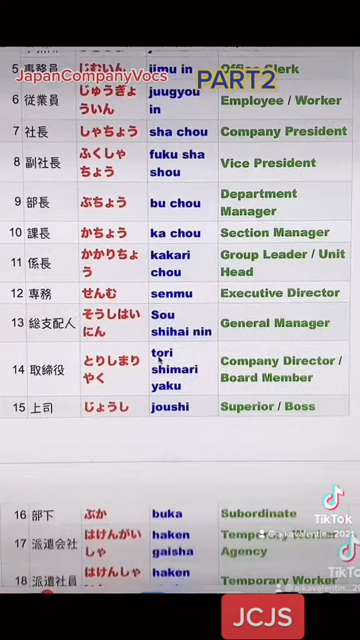 5 事務員 じむいん jimu in Office Clerk
JapanCompanyVocs PART2
6 従業員 じゅうぎょういん juugyou in Employee / Worker
7 社長 しゃちょう sha chou Company President
8 副社長 ふくしゃちょう fuku sha shou Vice President
9 部長 ぶちょう bu chou Department Manager
10 課長 かちょう ka chou Section Manager
11 係長 かかりちょう kakari chou Group Leader / Unit Head
12 専務 せんむ senmu Executive Director
13 総支配人 そうしはいにん Sou shihai nin General Manager
14 取締役 とりしまりやく tori shimari yaku Company Director / Board Member
15 上司 じょうし joushi Superior / Boss
16 部下 ぶか buka Subordinate
TikTok
17 派遣会社 はけんがいしゃ haken gaisha Temporary Worker Agency
@aikavalentin_2021
TikTok
18 派遣社員 はけんしゃ haken Temporary Worker
JCJS